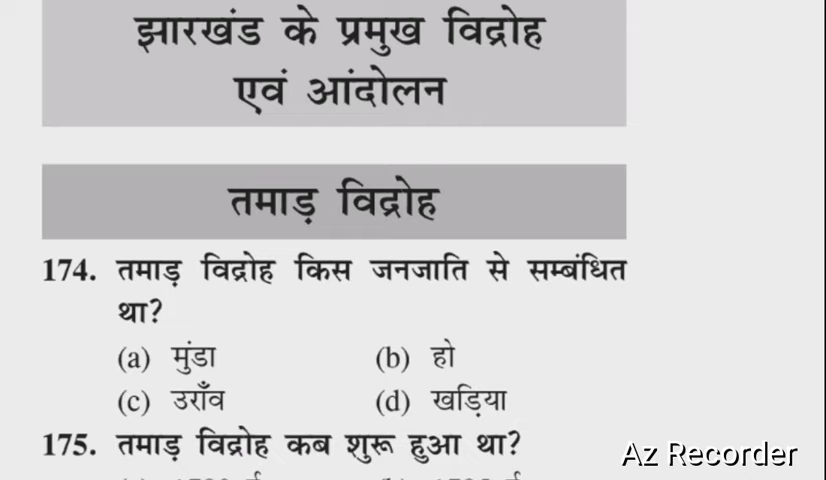 झारखंड के प्रमुख विद्रोह
एवं आंदोलन
तमाड़ विद्रोह
174. तमाड़ विद्रोह किस जनजाति से सम्बंधित
था?
(a) मुंडा (b) हो
(c) उराँव (d) खड़िया
175. तमाड़ विद्रोह कब शुरू हुआ था?
Az Recorder